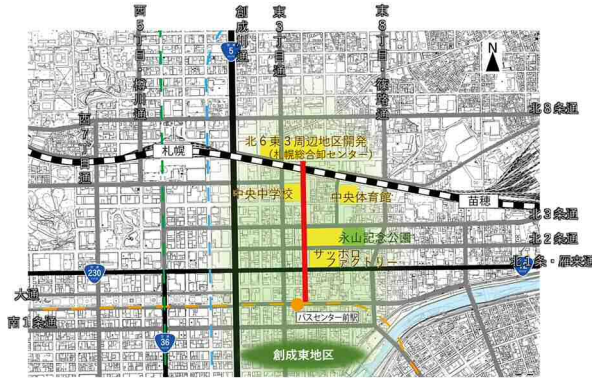 西5丁目・樽川通
創成川通
東3丁目通
東8丁目・篠路通
5
N
西7丁目通
北8条通
北6東3周辺地区開発
（札幌総合卸センター）
札幌
中央中学校
中央体育館
苗穂
北3条通
永山記念公園
北2条通
サッポロ
ファクトリー
北1条・雁来通
230
12
大通
バスセンター前駅
南1条通
36
創成東地区